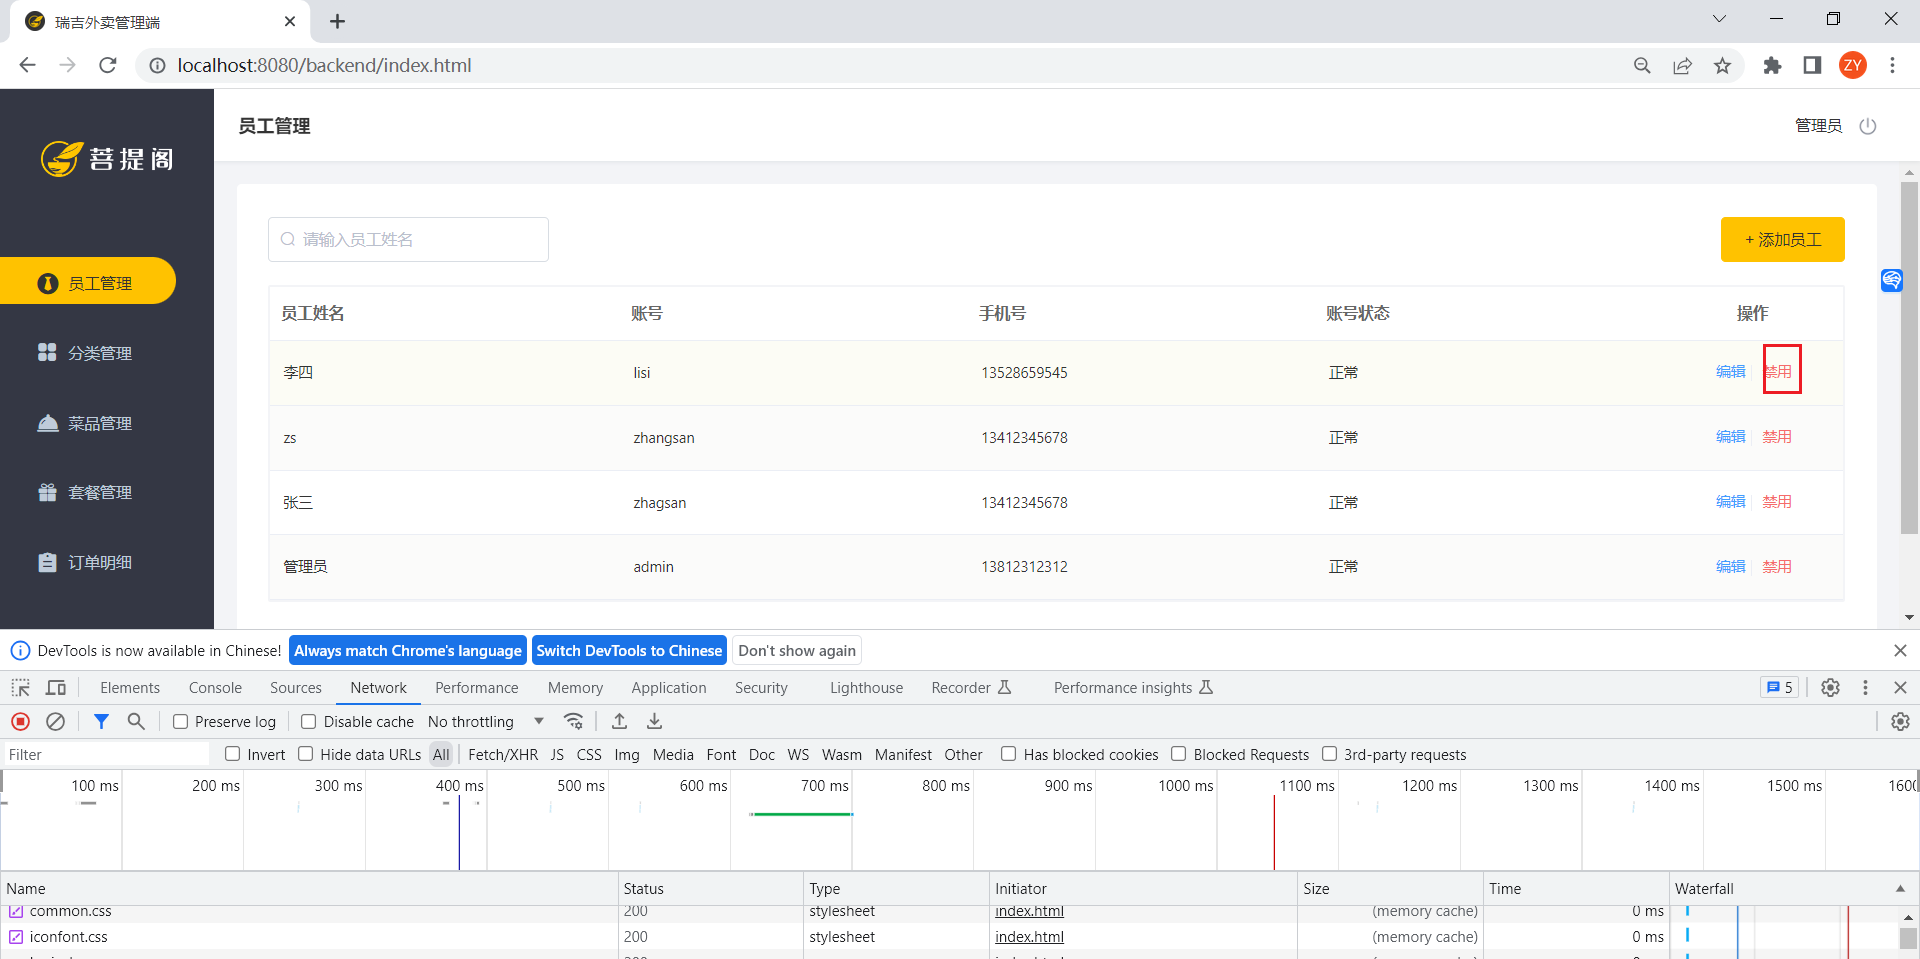 瑞吉外卖管理端
localhost:8080/backend/index.html
ZY
菩提阁
员工管理
管理员
员工管理
分类管理
菜品管理
套餐管理
订单明细
请输入员工姓名
+ 添加员工
员工姓名 账号 手机号 账号状态 操作
李四 lisi 13528659545 正常 编辑 禁用
zs zhangsan 13412345678 正常 编辑 禁用
张三 zhagsan 13412345678 正常 编辑 禁用
管理员 admin 13812312312 正常 编辑 禁用
DevTools is now available in Chinese! Always match Chrome's language Switch DevTools to Chinese Don't show again
Elements Console Sources Network Performance Memory Application Security Lighthouse Recorder Performance insights 5
Preserve log Disable cache No throttling
Filter Invert Hide data URLs All Fetch/XHR JS CSS Img Media Font Doc WS Wasm Manifest Other Has blocked cookies Blocked Requests 3rd-party requests
100 ms 200 ms 300 ms 400 ms 500 ms 600 ms 700 ms 800 ms 900 ms 1000 ms 1100 ms 1200 ms 1300 ms 1400 ms 1500 ms 160
Name Status Type Initiator Size Time Waterfall
common.css 200 stylesheet index.html (memory cache) 0 ms
iconfont.css 200 stylesheet index.html (memory cache) 0 ms